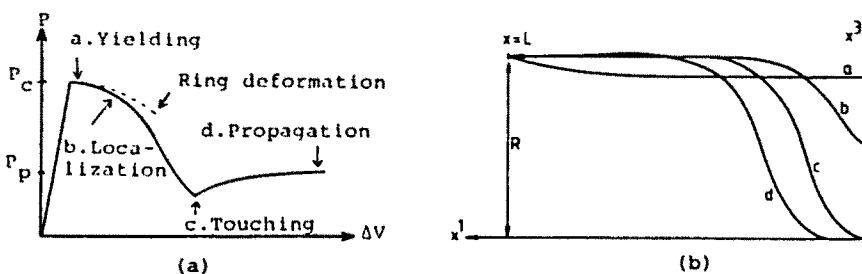 P
a.Yielding
P_c
Ring deformation
b.Loca-
lization
d.Propagation
P_p
c.Touching
ΔV
(a)
x=L
x³
a
b
R
c
d
x¹
(b)